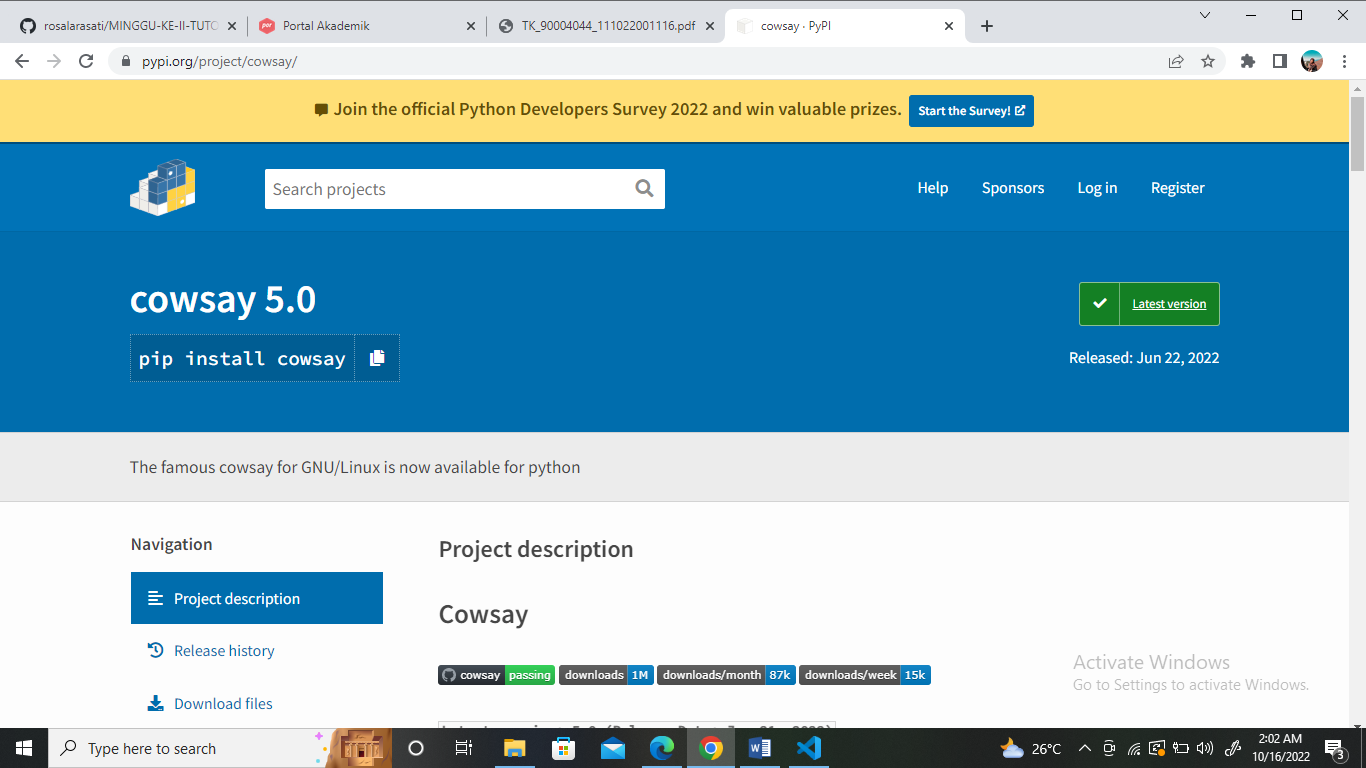 rosalarasati/MINGGU-KE-II-TUTO
Portal Akademik
TK_90004044_111022001116.pdf
cowsay · PyPI
pypi.org/project/cowsay/
Join the official Python Developers Survey 2022 and win valuable prizes.
Start the Survey!
Search projects
Help
Sponsors
Log in
Register
cowsay 5.0
Latest version
pip install cowsay
Released: Jun 22, 2022
The famous cowsay for GNU/Linux is now available for python
Navigation
Project description
Release history
Download files
Project description
Cowsay
cowsay passing downloads 1M downloads/month 87k downloads/week 15k
Activate Windows
Go to Settings to activate Windows.
Type here to search
26°C
2:02 AM
10/16/2022
3